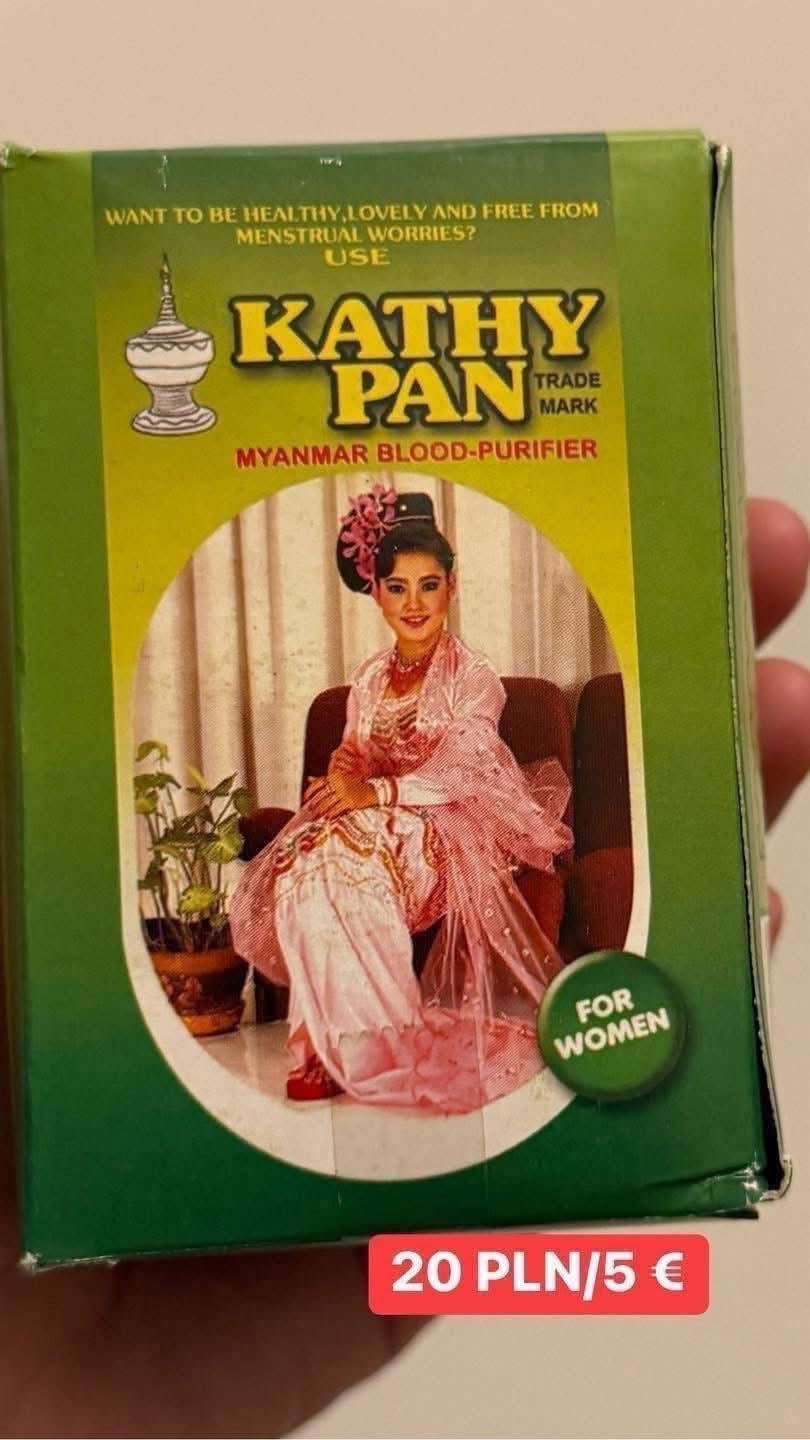 WANT TO BE HEALTHY,LOVELY AND FREE FROM
MENSTRUAL WORRIES?
USE
KATHY
PAN
TRADE
MARK
MYANMAR BLOOD-PURIFIER
FOR
WOMEN
20 PLN/5 €